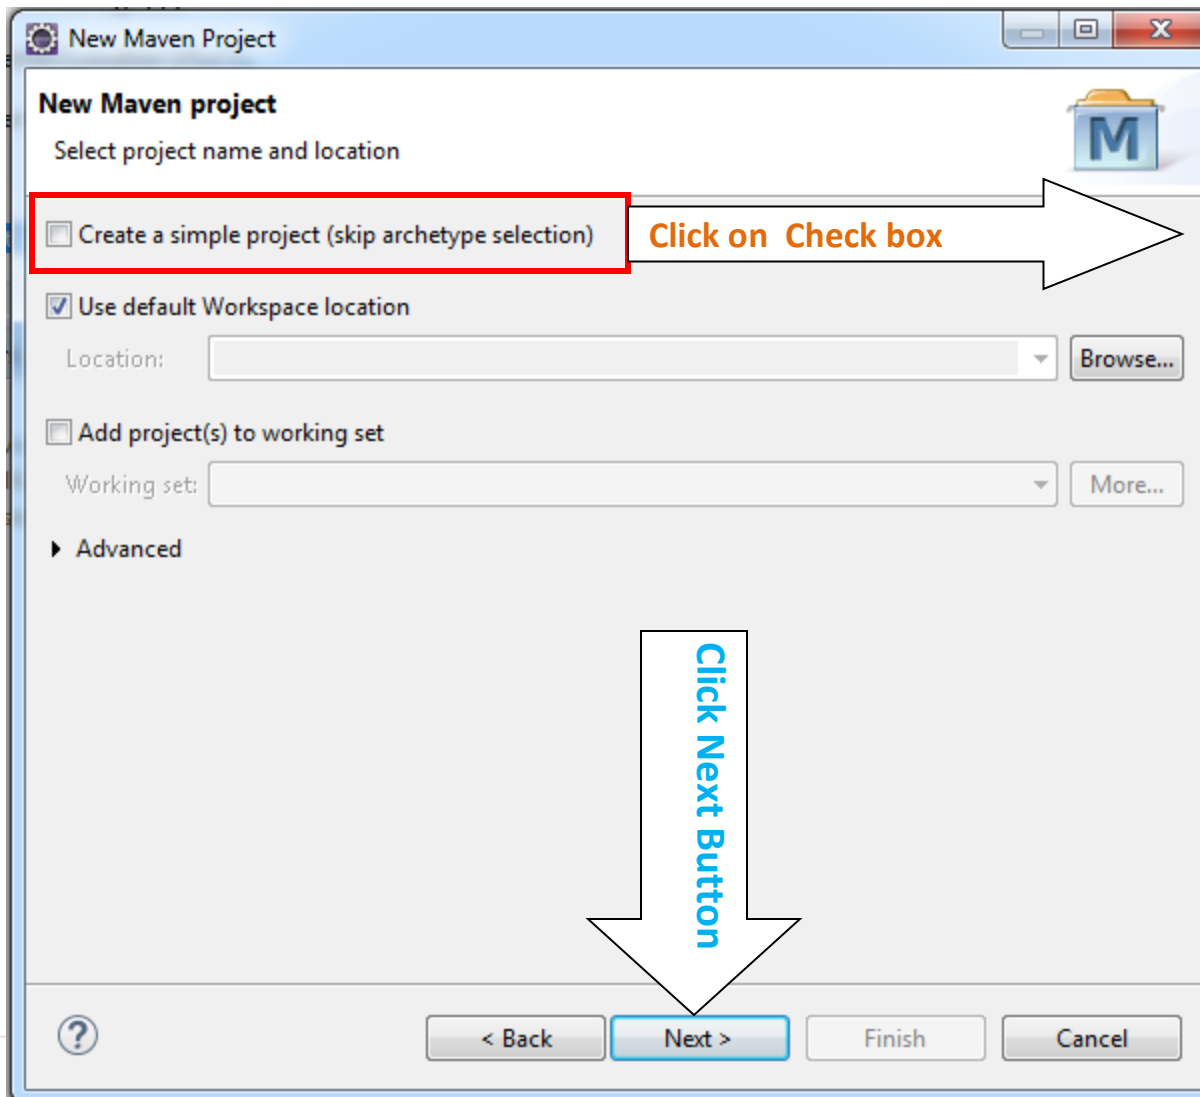 New Maven Project
X
New Maven project
Select project name and location
M
Create a simple project (skip archetype selection)
Click on  Check box
Use default Workspace location
Location:
Browse...
Add project(s) to working set
Working set:
More...
Advanced
Click Next Button
?
< Back
Next >
Finish
Cancel